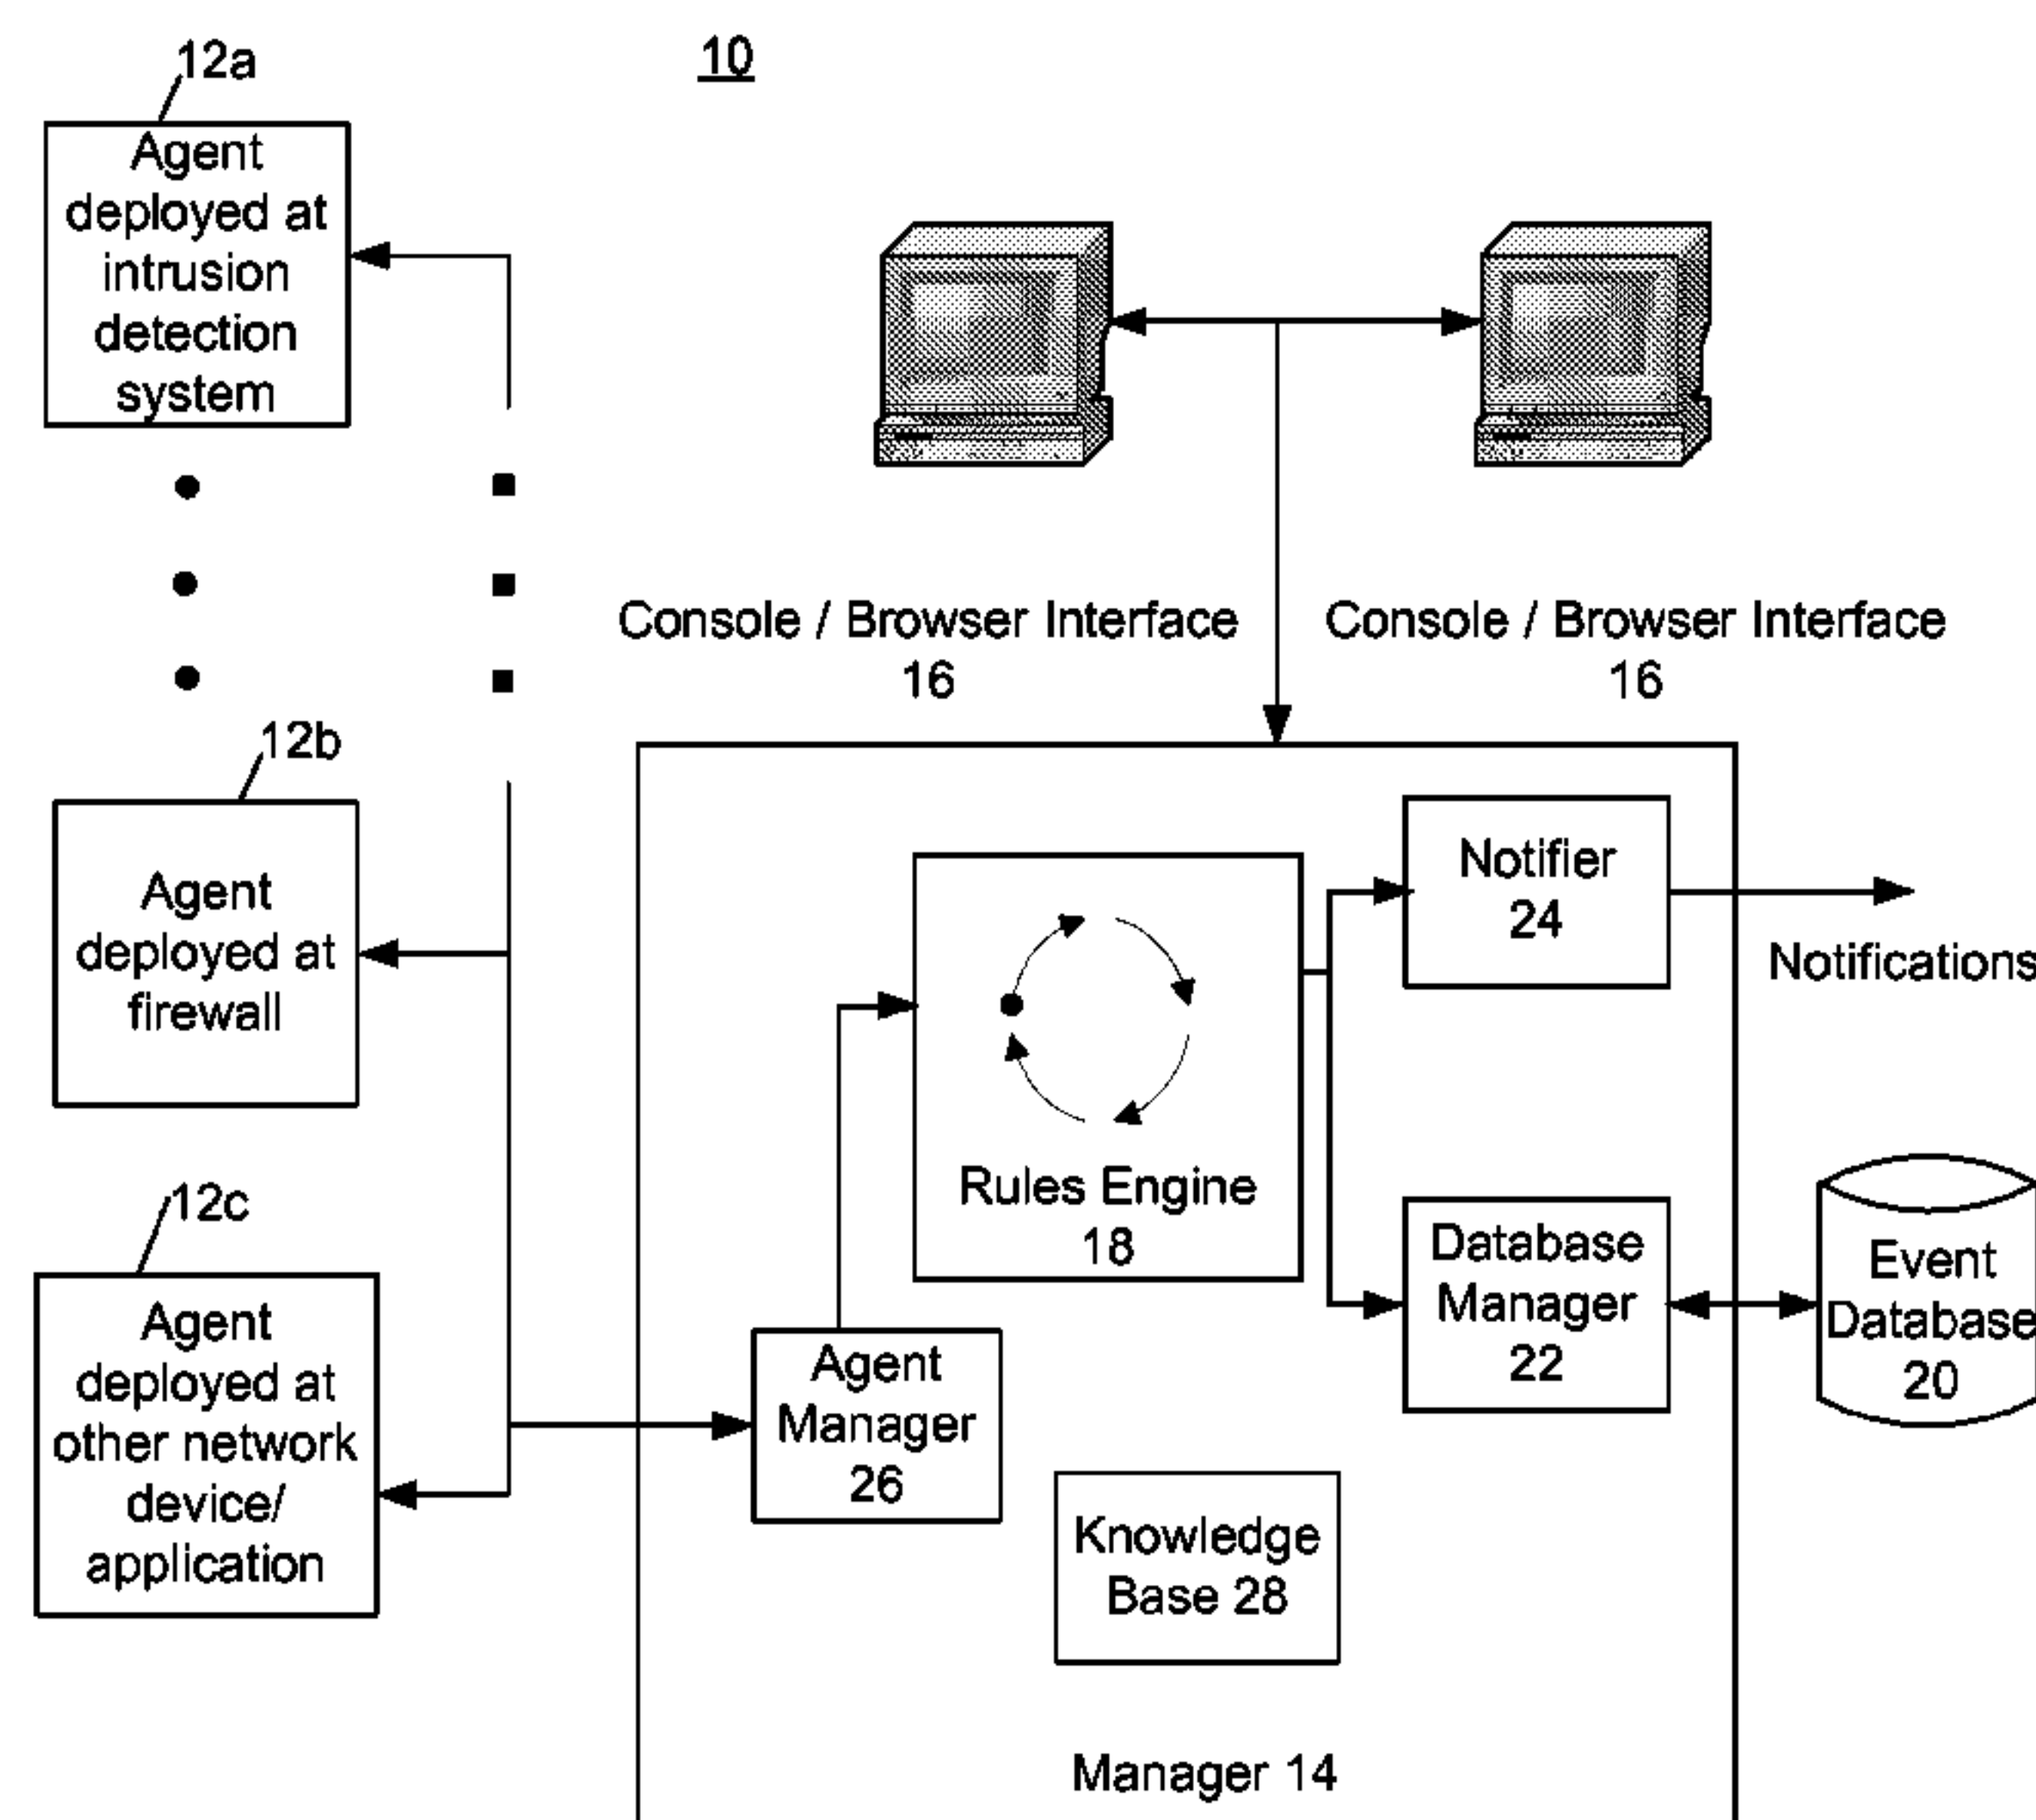 10
12a
Agent
deployed at
intrusion
detection
system
Console / Browser Interface
16
Console / Browser Interface
16
12b
Agent
deployed at
firewall
12c
Agent
deployed at
other network
device/
application
Rules Engine
18
Notifier
24
Notifications
Database
Manager
22
Event
Database
20
Agent
Manager
26
Knowledge
Base 28
Manager 14